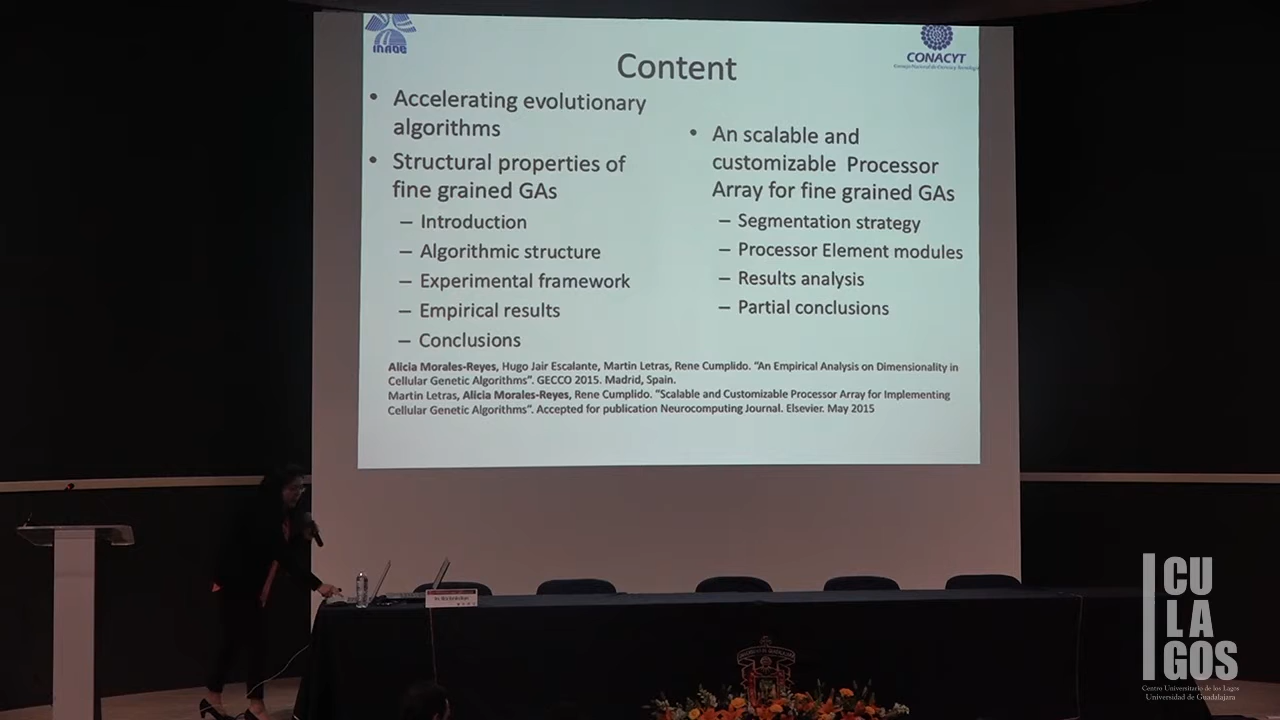 INAOE
CONACYT
Content
• Accelerating evolutionary
algorithms
• Structural properties of
fine grained GAs
– Introduction
– Algorithmic structure
– Experimental framework
– Empirical results
– Conclusions
• An scalable and
customizable Processor
Array for fine grained GAs
– Segmentation strategy
– Processor Element modules
– Results analysis
– Partial conclusions
Alicia Morales-Reyes, Hugo Jair Escalante, Martin Letras, Rene Cumplido. "An Empirical Analysis on Dimensionality in
Cellular Genetic Algorithms". GECCO 2015. Madrid, Spain.
Martin Letras, Alicia Morales-Reyes, Rene Cumplido. "Scalable and Customizable Processor Array for Implementing
Cellular Genetic Algorithms". Accepted for publication Neurocomputing Journal. Elsevier. May 2015
CU
LA
GOS
Centro Universitario de los Lagos
Universidad de Guadalajara